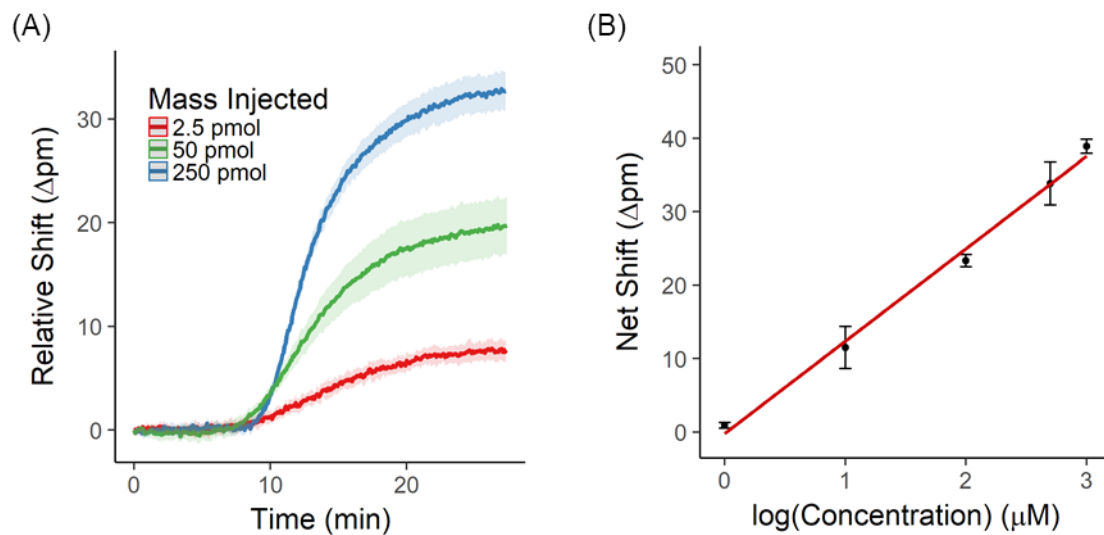 (A)
Relative Shift (Δpm)
30
20
10
0
Mass Injected
2.5 pmol
50 pmol
250 pmol
0
10
20
Time (min)
(B)
Net Shift (Δpm)
50
40
30
20
10
0
0
1
2
3
log(Concentration) (μM)